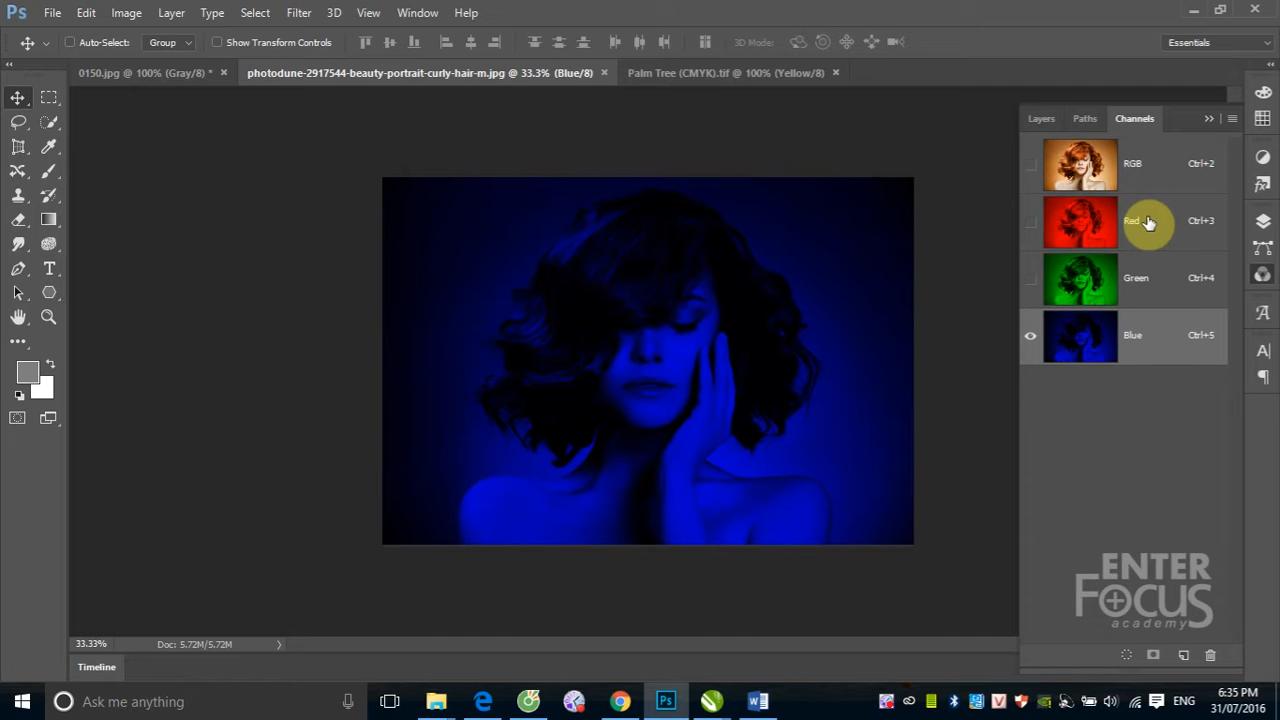 Ps File Edit Image Layer Type Select Filter 3D View Window Help
Auto-Select: Group Show Transform Controls 3D Mode: Essentials
0150.jpg @ 100% (Gray/8) * × photodune-2917544-beauty-portrait-curly-hair-m.jpg @ 33.3% (Blue/8) × Palm Tree (CMYK).tif @ 100% (Yellow/8) ×
Layers Paths Channels
RGB Ctrl+2
Red Ctrl+3
Green Ctrl+4
Blue Ctrl+5
ENTER
FOCUS
academy
33.33% Doc: 5.72M/5.72M
Timeline
Ask me anything
ENG
6:35 PM
31/07/2016